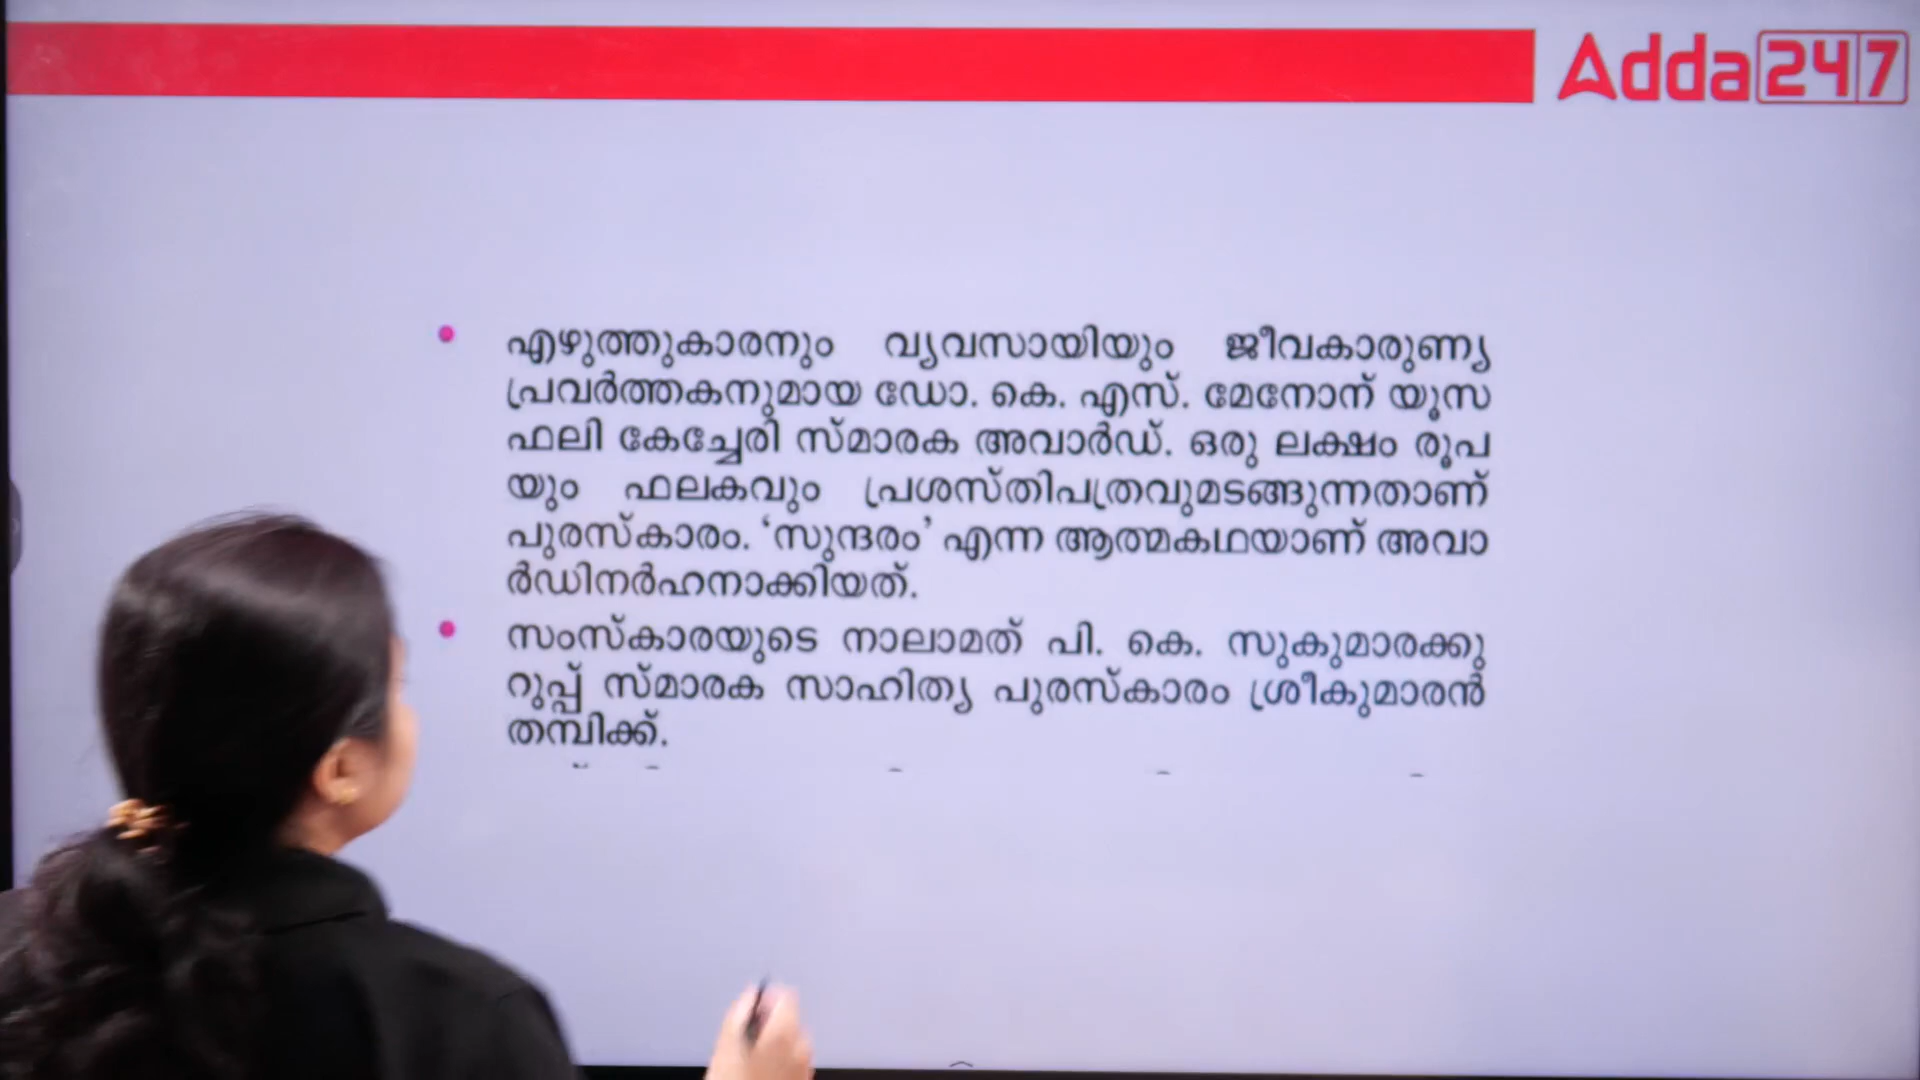 Adda247
എഴുത്തുകാരനും വ്യവസായിയും ജീവകാരുണ്യ
പ്രവർത്തകനുമായ ഡോ. കെ. എസ്. മേനോന് യൂസ
ഫലി കേച്ചേരി സ്മാരക അവാർഡ്. ഒരു ലക്ഷം രൂപ
യും ഫലകവും പ്രശസ്തിപത്രവുമടങ്ങുന്നതാണ്
പുരസ്കാരം. ‘സുന്ദരം’ എന്ന ആത്മകഥയാണ് അവാ
ർഡിനർഹനാക്കിയത്.
സംസ്കാരയുടെ നാലാമത് പി. കെ. സുകുമാരക്കു
റുപ്പ് സ്മാരക സാഹിത്യ പുരസ്കാരം ശ്രീകുമാരൻ
തമ്പിക്ക്.